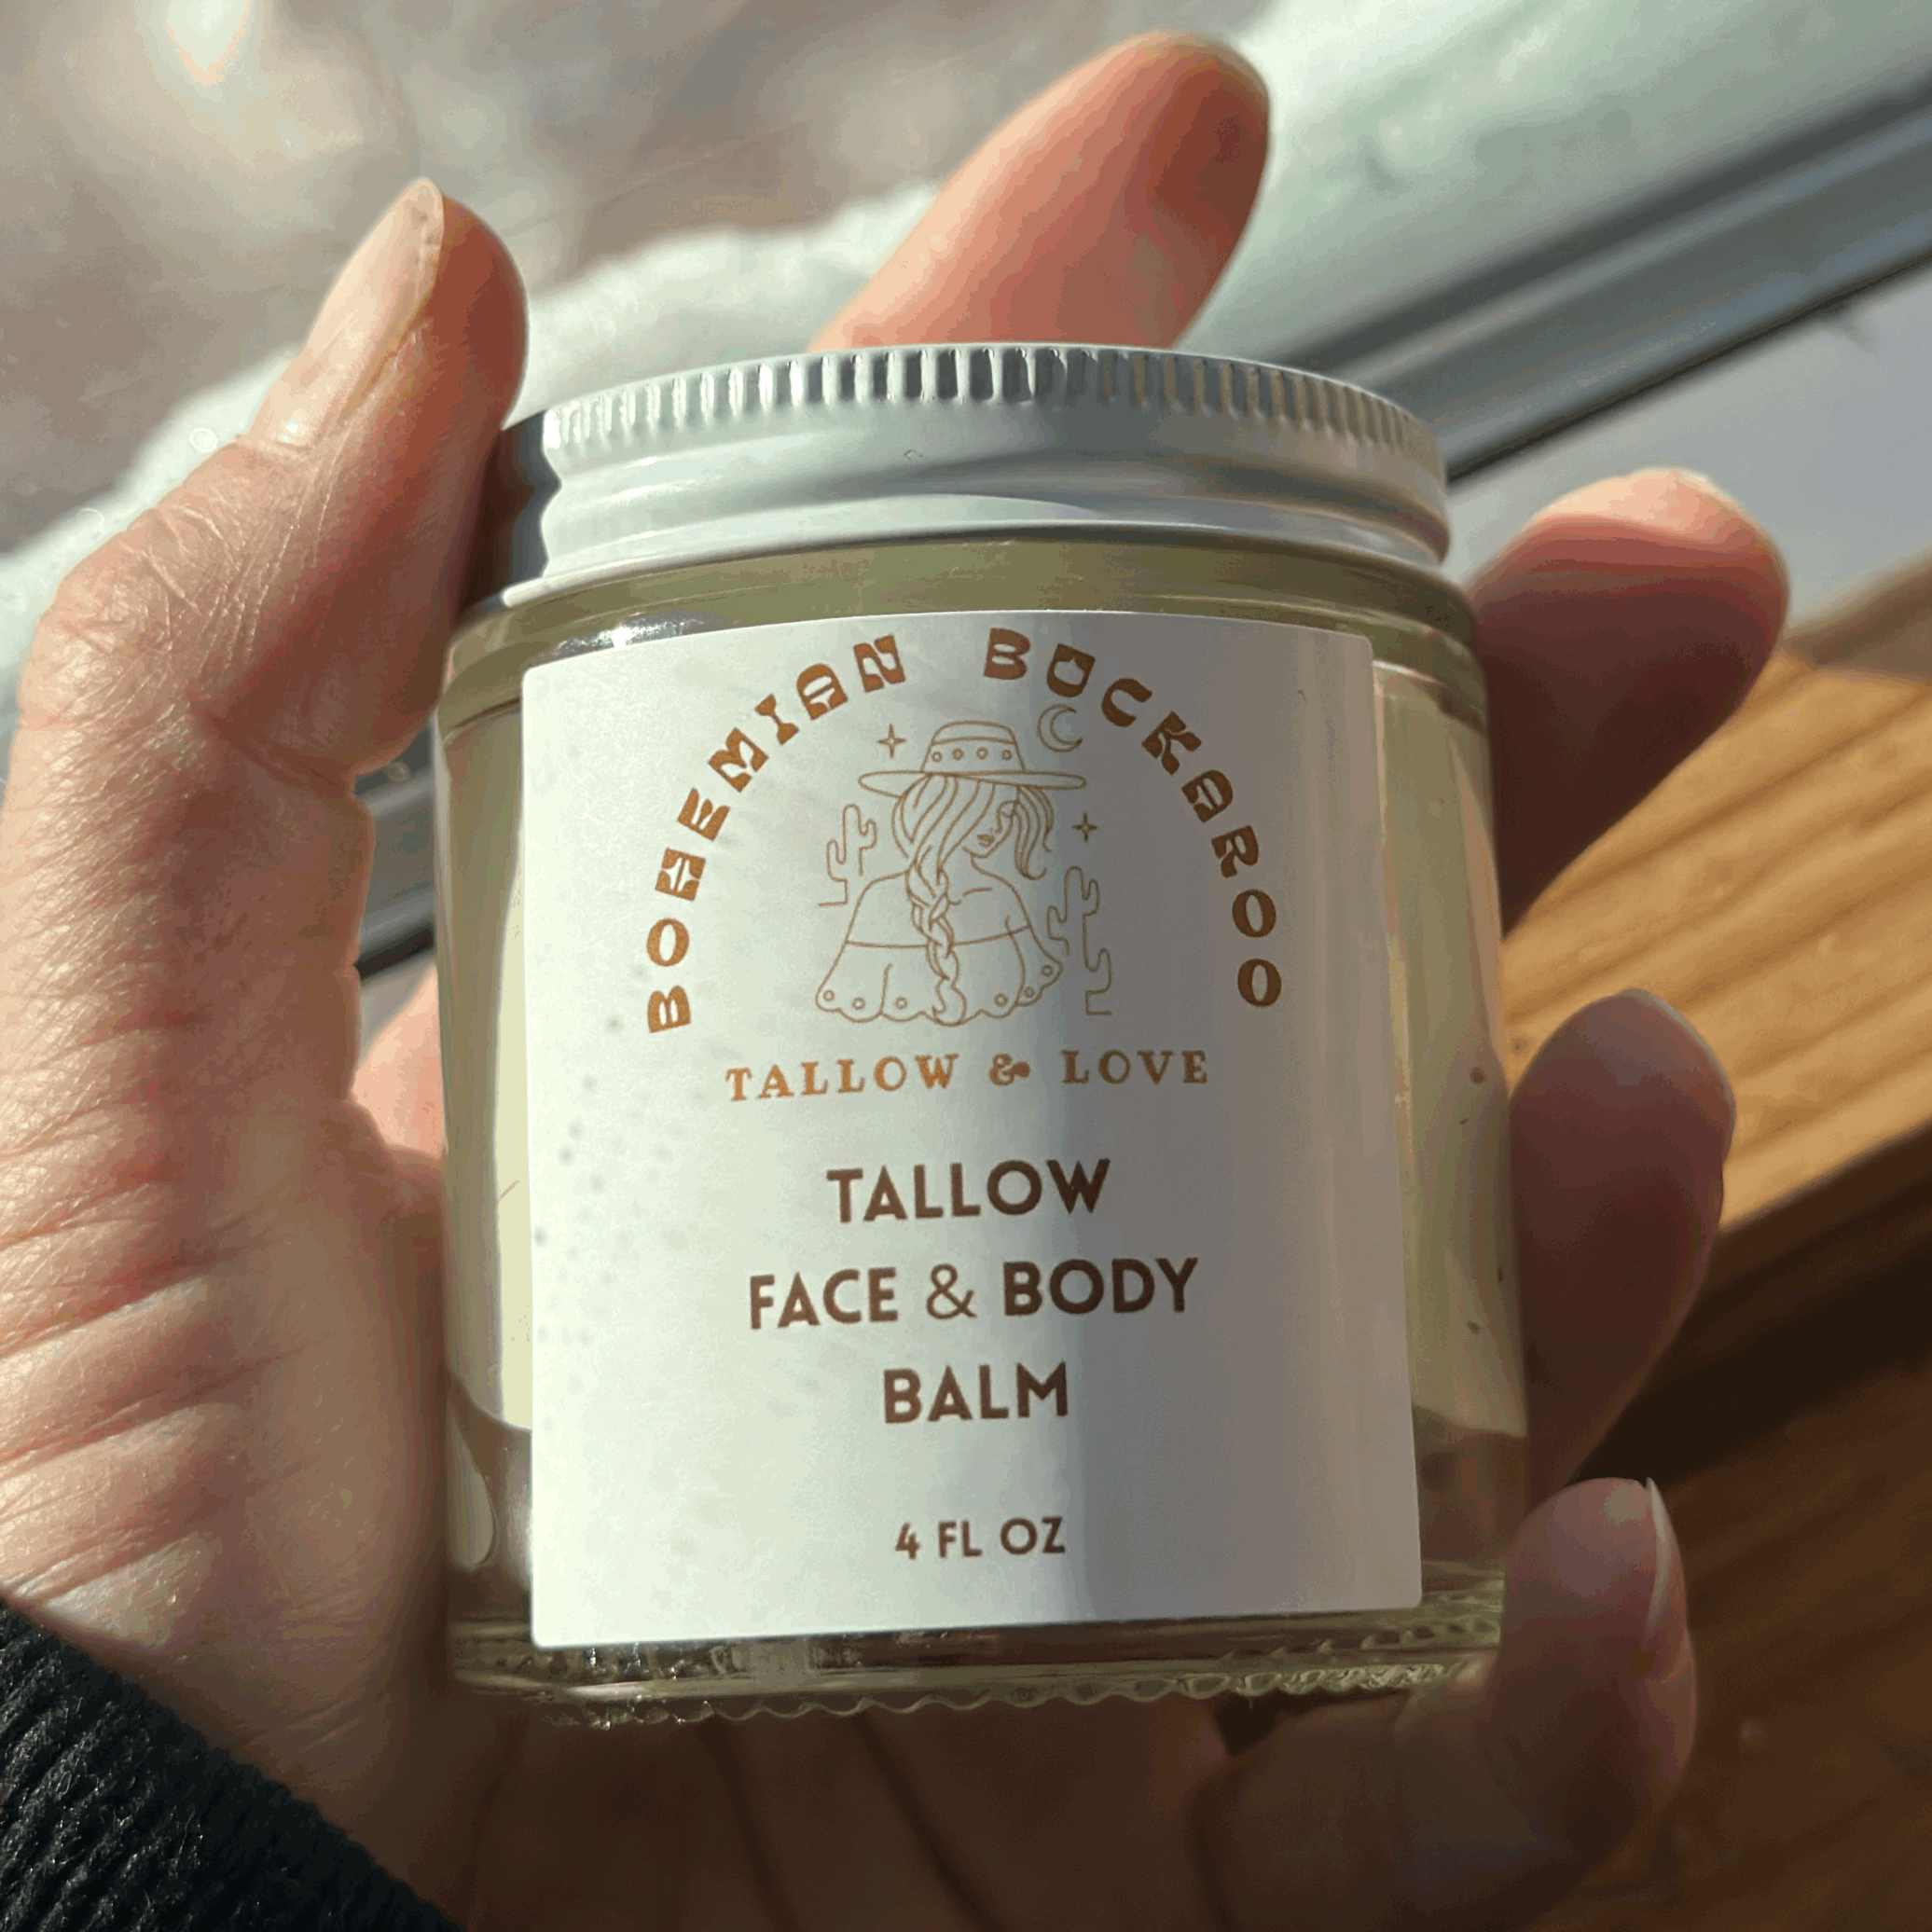 BOHEMIAN BUCKAROO
TALLOW & LOVE
TALLOW
FACE & BODY
BALM
4 FL OZ